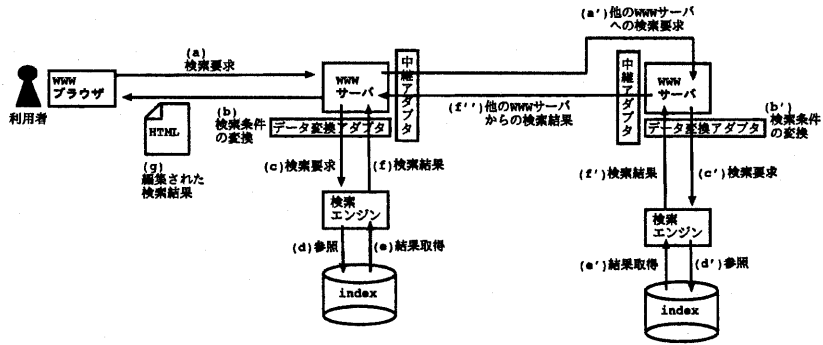 (a')他のWWWサーバ
への検索要求
(a)
検索要求
WWW
ブラウザ
利用者
WWW
サーバ
中継アダプタ
中継アダプタ
WWW
サーバ
(f'')他のWWWサーバ
からの検索結果
HTML
(b)
検索条件
の変換
データ変換アダプタ
データ変換アダプタ
(b')
検索条件
の変換
(g)
編集された
検索結果
(c)検索要求
(f)検索結果
(f')検索結果
(c')検索要求
検索
エンジン
検索
エンジン
(d)参照
(e)結果取得
(e')結果取得
(d')参照
index
index